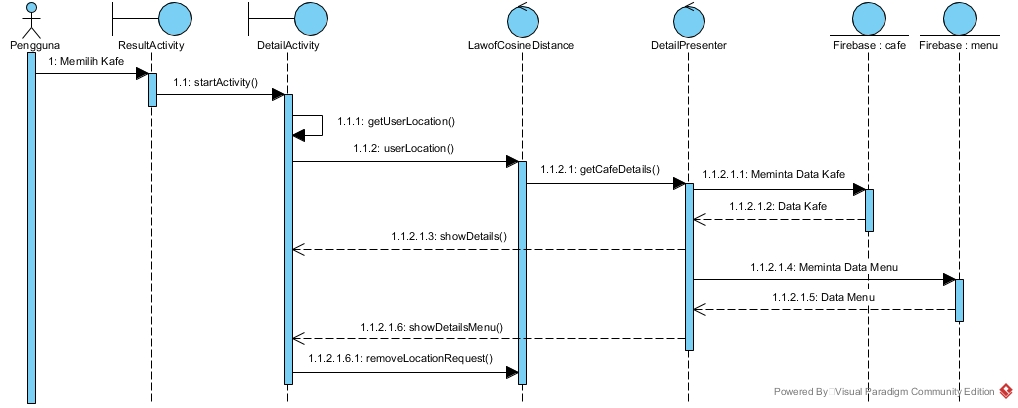 Pengguna
ResultActivity
DetailActivity
LawofCosineDistance
DetailPresenter
Firebase : cafe
Firebase : menu
1: Memilih Kafe
1.1: startActivity()
1.1.1: getUserLocation()
1.1.2: userLocation()
1.1.2.1: getCafeDetails()
1.1.2.1.1: Meminta Data Kafe
1.1.2.1.2: Data Kafe
1.1.2.1.3: showDetails()
1.1.2.1.4: Meminta Data Menu
1.1.2.1.5: Data Menu
1.1.2.1.6: showDetailsMenu()
1.1.2.1.6.1: removeLocationRequest()
Powered By Visual Paradigm Community Edition